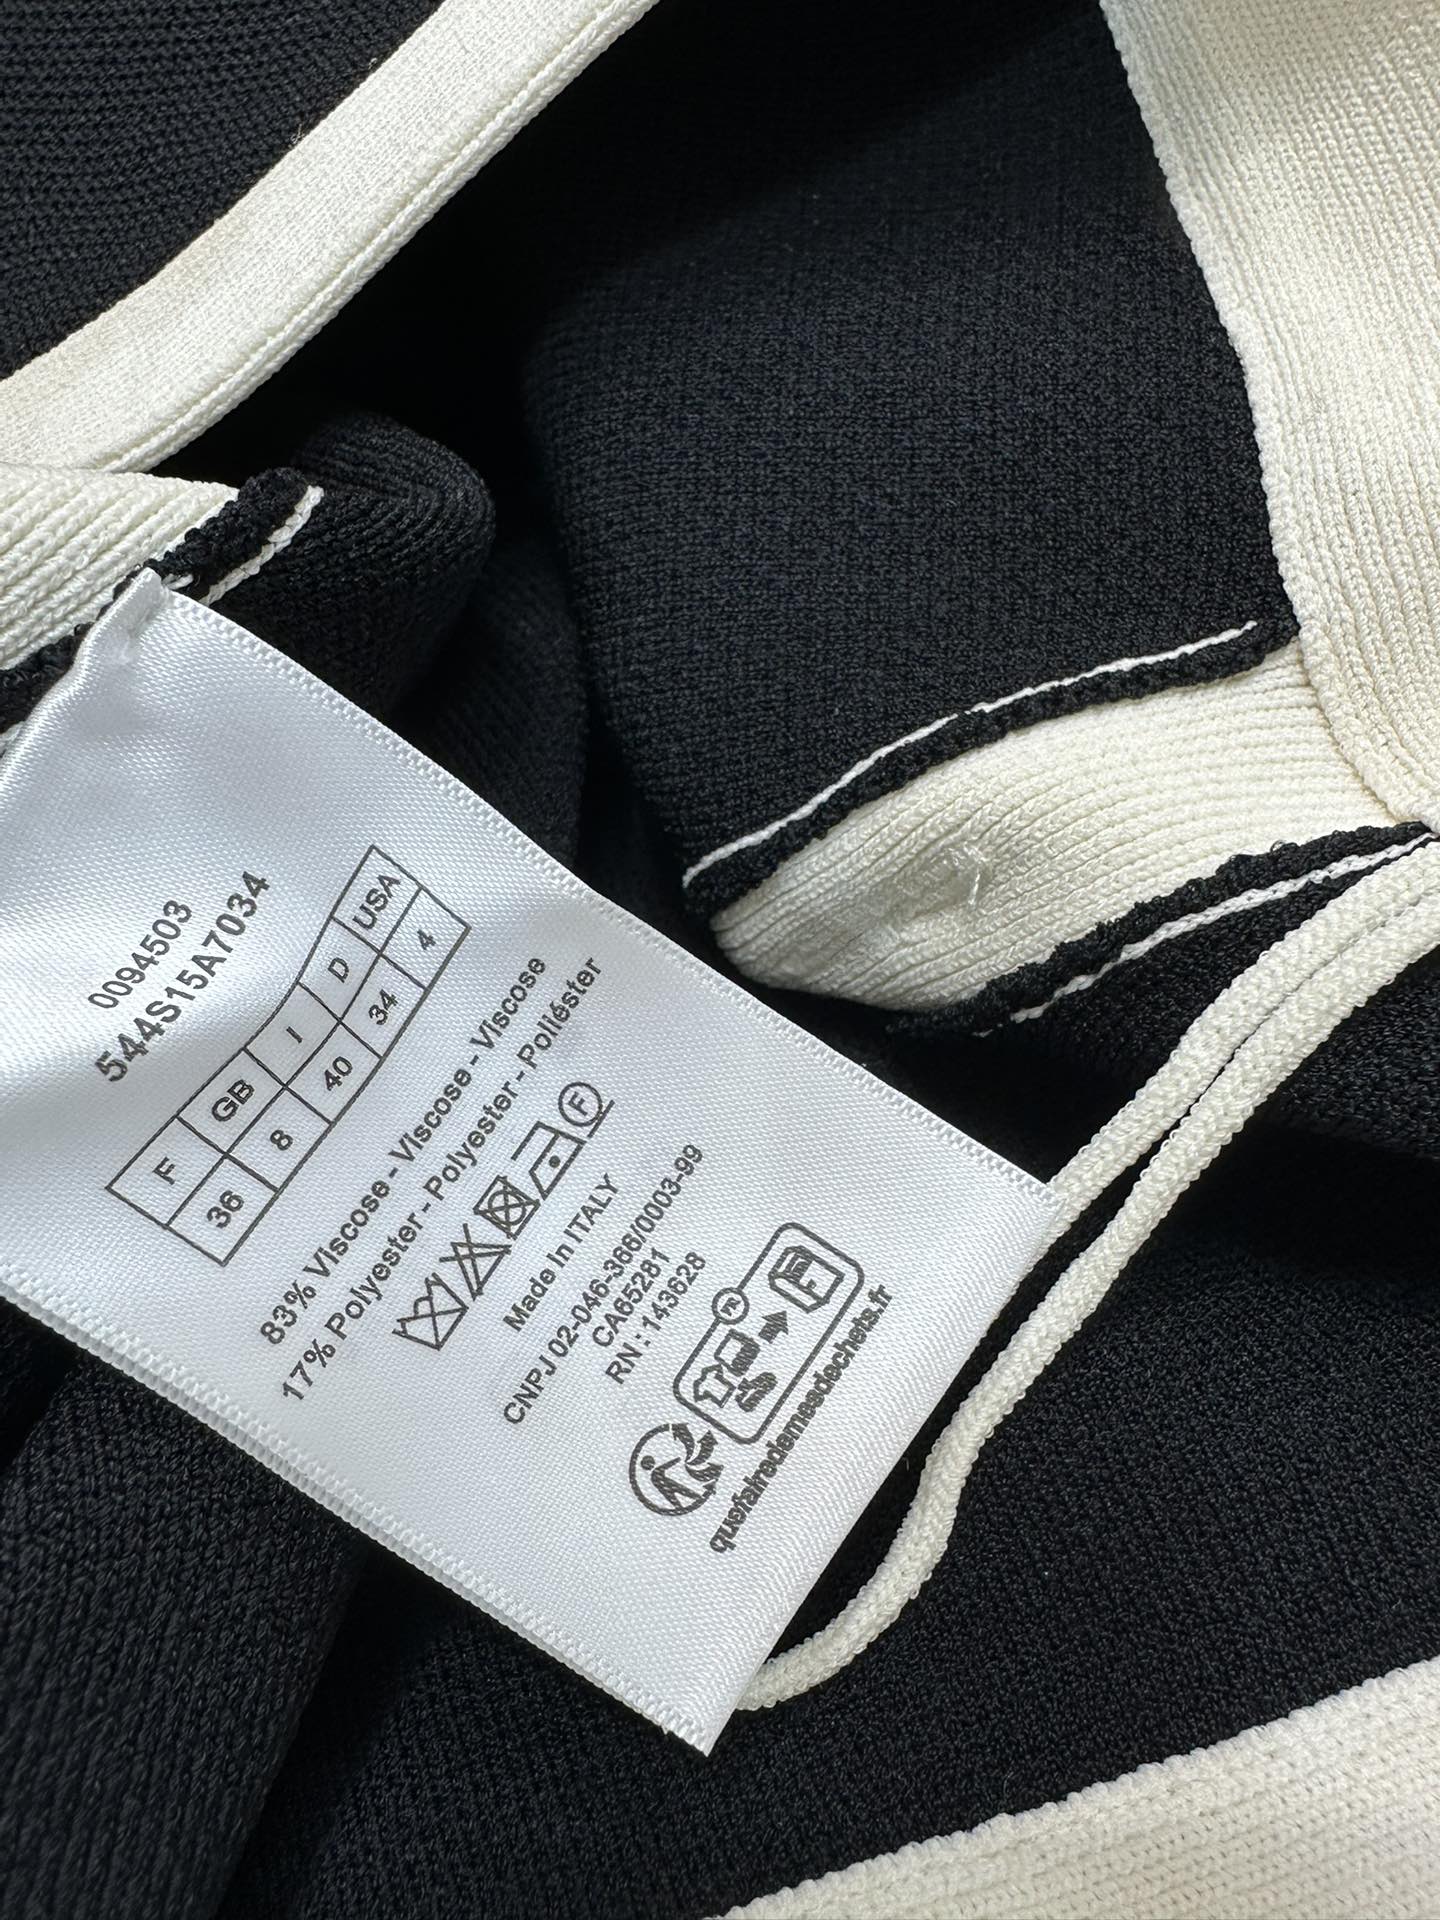 0094503
544S15A7034
F GB I D USA
36 8 40 34 4
83% Viscose - Viscose - Viscose
17% Polyester - Polyester - Poliéster
F
Made In ITALY
CNPJ 02-046-366/0003-99
CA65281
RN : 143628
FR
quefairedemesdechets.fr